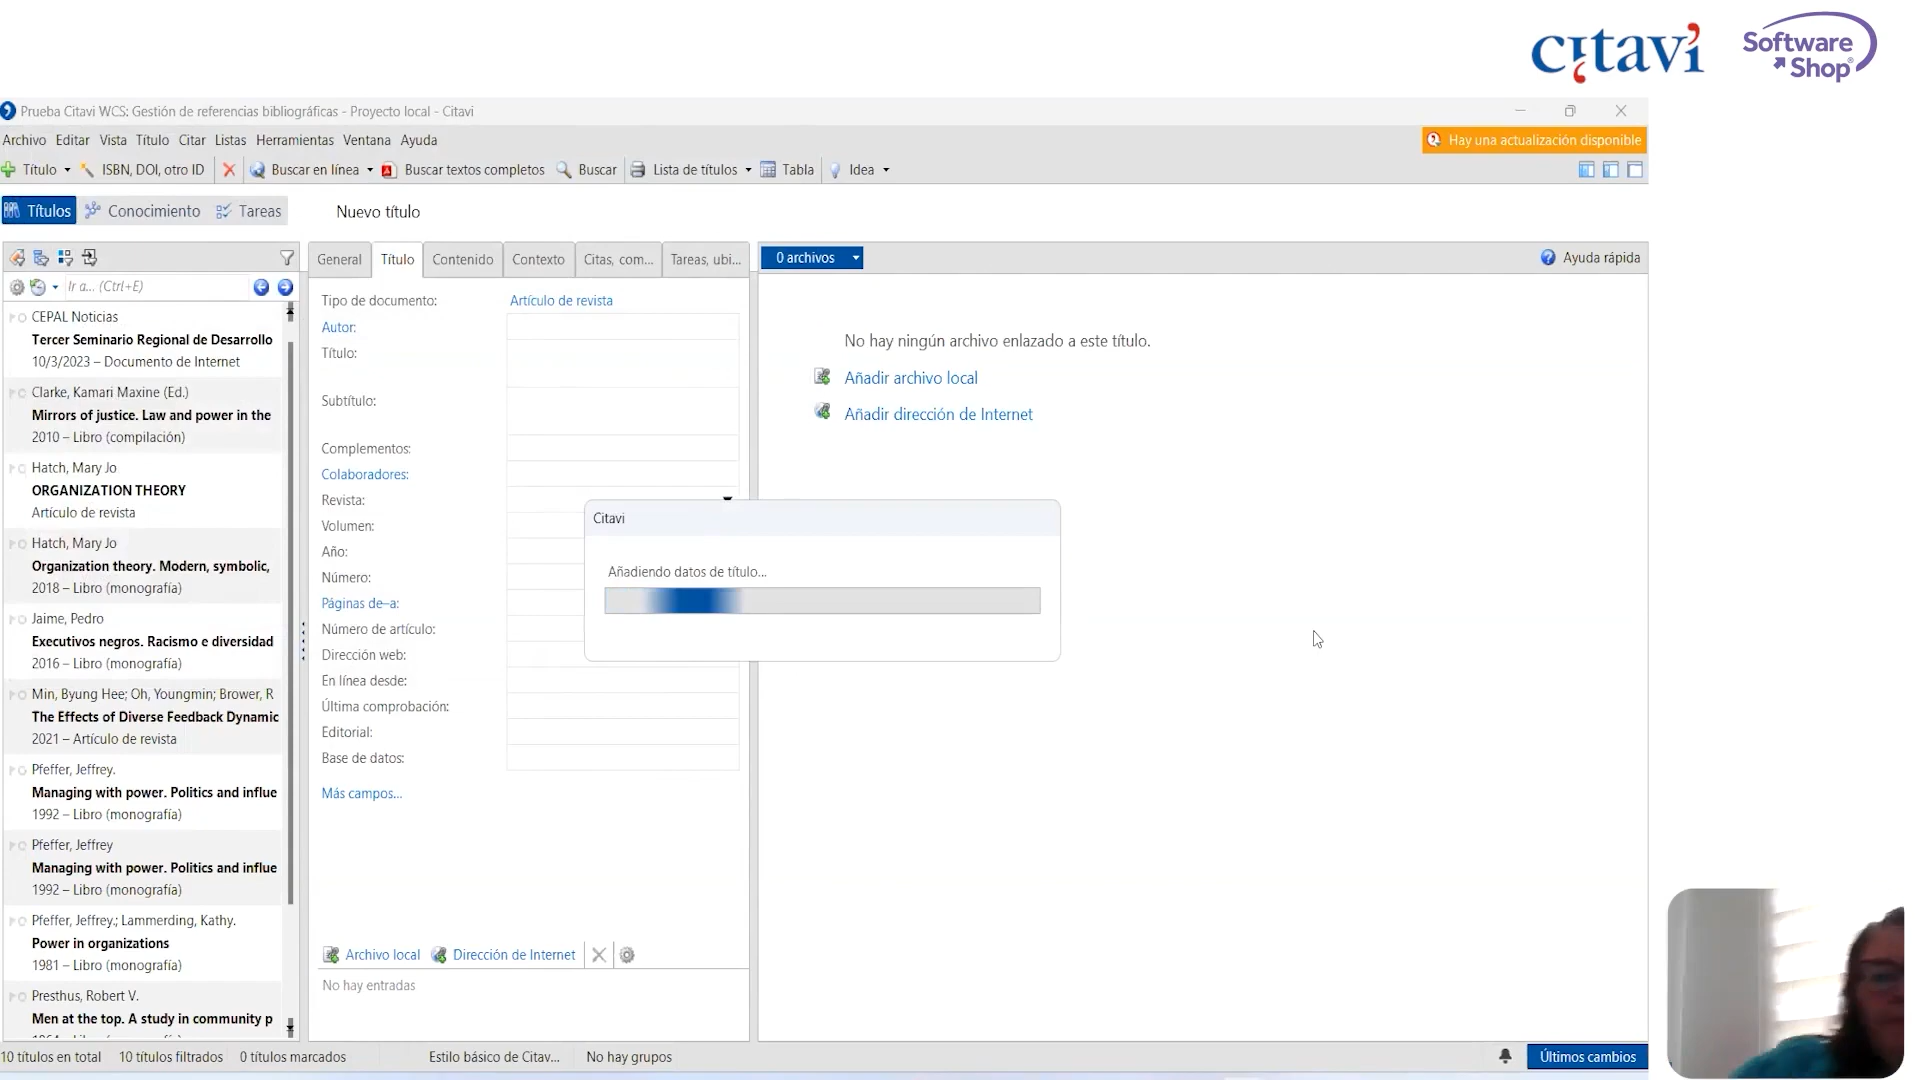 citavi
Software
Shop®
Prueba Citavi WCS: Gestión de referencias bibliográficas - Proyecto local - Citavi
Archivo Editar Vista Título Citar Listas Herramientas Ventana Ayuda
Hay una actualización disponible
Título ISBN, DOI, otro ID Buscar en línea Buscar textos completos Buscar Lista de títulos Tabla Idea
Títulos Conocimiento Tareas Nuevo título
General Título Contenido Contexto Citas, com... Tareas, ubi...
0 archivos
Ayuda rápida
Ir a... (Ctrl+E)
CEPAL Noticias
Tercer Seminario Regional de Desarrollo
10/3/2023 – Documento de Internet
Clarke, Kamari Maxine (Ed.)
Mirrors of justice. Law and power in the
2010 – Libro (compilación)
Hatch, Mary Jo
ORGANIZATION THEORY
Artículo de revista
Hatch, Mary Jo
Organization theory. Modern, symbolic,
2018 – Libro (monografía)
Jaime, Pedro
Executivos negros. Racismo e diversidad
2016 – Libro (monografía)
Min, Byung Hee; Oh, Youngmin; Brower, R
The Effects of Diverse Feedback Dynamic
2021 – Artículo de revista
Pfeffer, Jeffrey.
Managing with power. Politics and influe
1992 – Libro (monografía)
Pfeffer, Jeffrey
Managing with power. Politics and influe
1992 – Libro (monografía)
Pfeffer, Jeffrey.; Lammerding, Kathy.
Power in organizations
1981 – Libro (monografía)
Presthus, Robert V.
Men at the top. A study in community p
Tipo de documento: Artículo de revista
Autor:
Título:
Subtítulo:
Complementos:
Colaboradores:
Revista:
Volumen:
Año:
Número:
Páginas de–a:
Número de artículo:
Dirección web:
En línea desde:
Última comprobación:
Editorial:
Base de datos:
Más campos...
Archivo local Dirección de Internet
No hay entradas
No hay ningún archivo enlazado a este título.
Añadir archivo local
Añadir dirección de Internet
Citavi
Añadiendo datos de título...
10 títulos en total 10 títulos filtrados 0 títulos marcados Estilo básico de Citav... No hay grupos
Últimos cambios